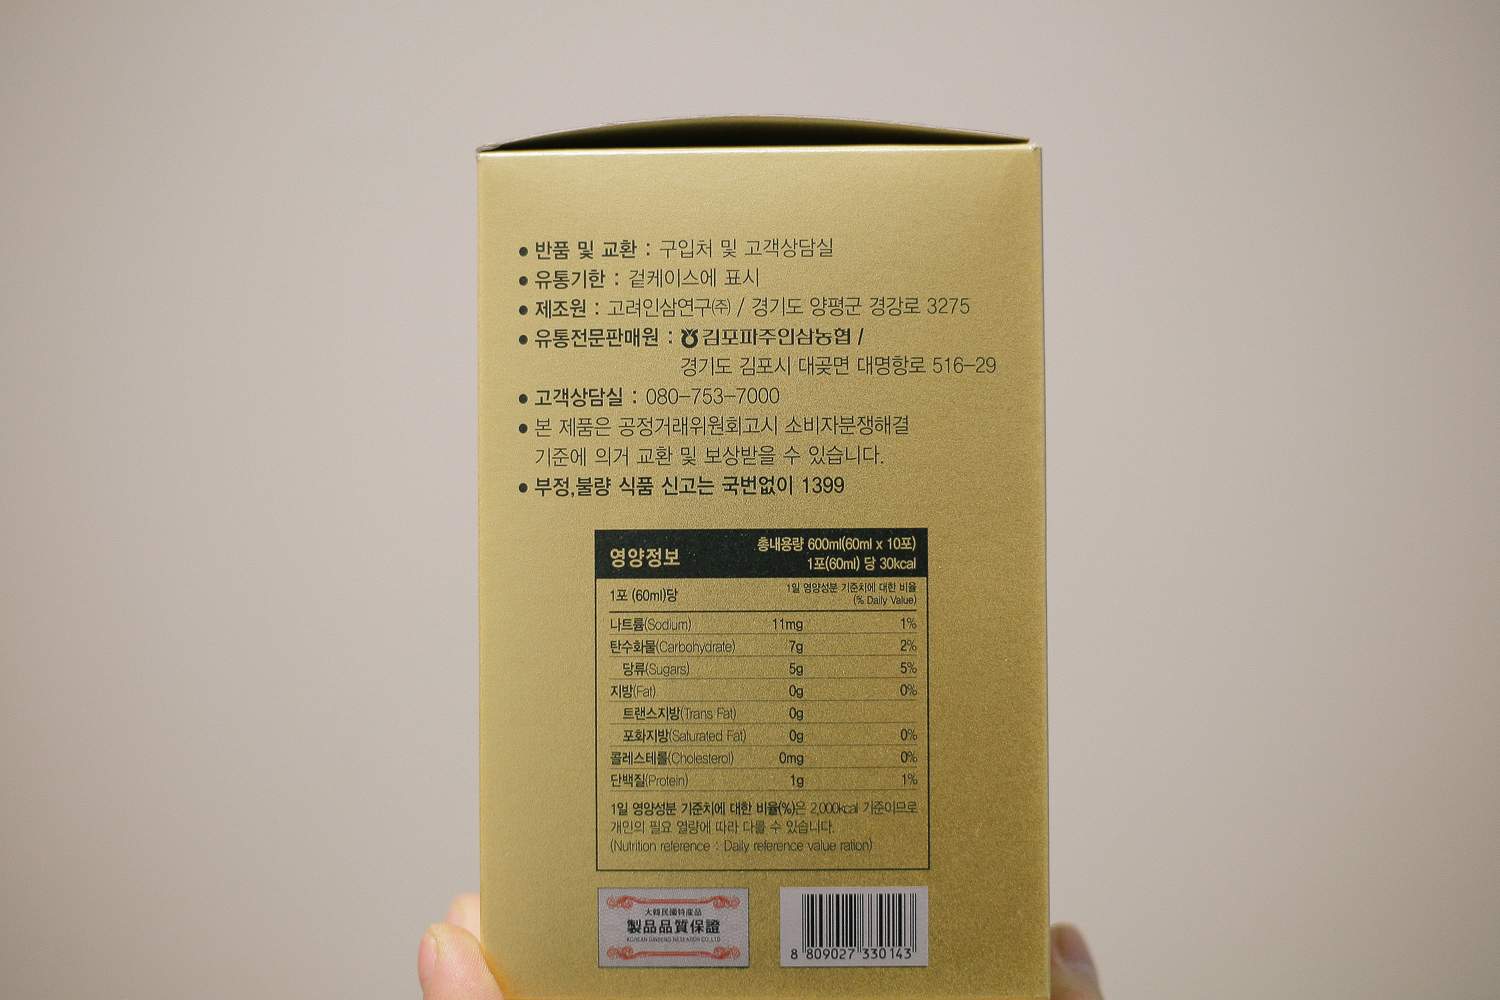 ● 반품 및 교환 : 구입처 및 고객상담실
● 유통기한 : 겉케이스에 표시
● 제조원 : 고려인삼연구㈜ / 경기도 양평군 경강로 3275
● 유통전문판매원 : 김포파주인삼농협 /
경기도 김포시 대곶면 대명항로 516-29
● 고객상담실 : 080-753-7000
● 본 제품은 공정거래위원회고시 소비자분쟁해결
기준에 의거 교환 및 보상받을 수 있습니다.
● 부정,불량 식품 신고는 국번없이 1399
영양정보 총내용량 600ml(60ml x 10포)
1포(60ml) 당 30kcal
1포 (60ml)당 1일 영양성분 기준치에 대한 비율
(% Daily Value)
나트륨(Sodium) 11mg 1%
탄수화물(Carbohydrate) 7g 2%
당류(Sugars) 5g 5%
지방(Fat) 0g 0%
트랜스지방(Trans Fat) 0g
포화지방(Saturated Fat) 0g 0%
콜레스테롤(Cholesterol) 0mg 0%
단백질(Protein) 1g 1%
1일 영양성분 기준치에 대한 비율(%)은 2,000kcal 기준이므로
개인의 필요 열량에 따라 다를 수 있습니다.
(Nutrition reference : Daily reference value ration)
大韓民國特産品
製品品質保證
KOREAN GINSENG RESEARCH CO.,LTD
8 809027 330143